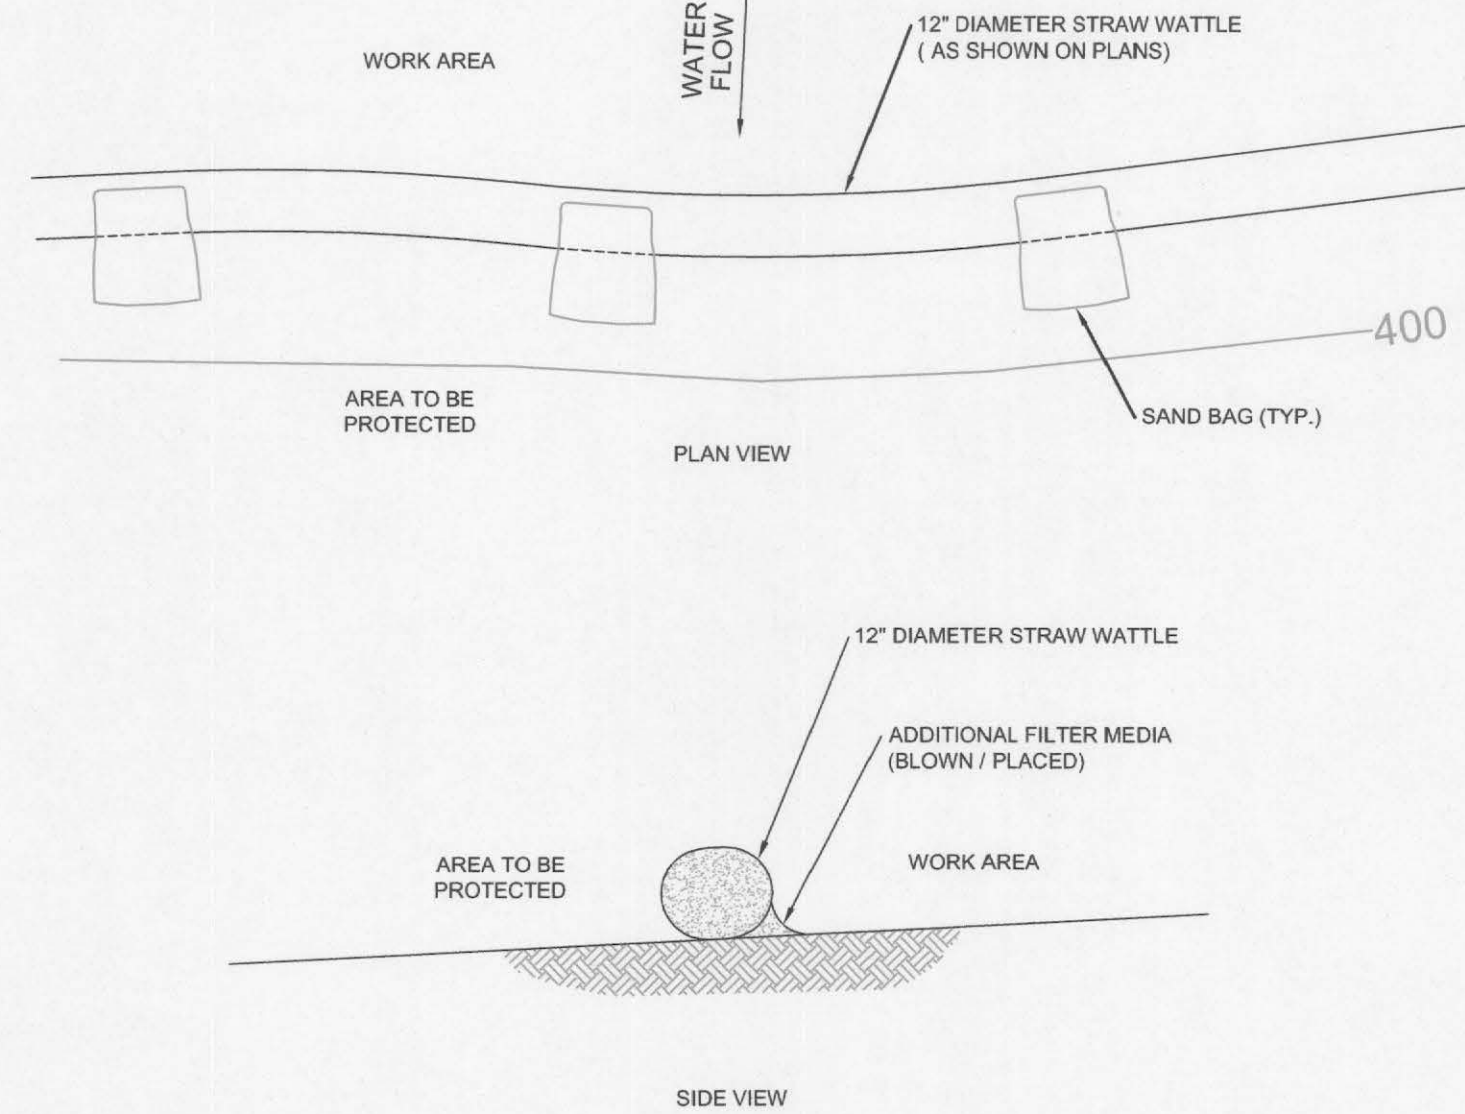 WATER
FLOW
12" DIAMETER STRAW WATTLE
( AS SHOWN ON PLANS)
WORK AREA
400
AREA TO BE
PROTECTED
SAND BAG (TYP.)
PLAN VIEW
12" DIAMETER STRAW WATTLE
ADDITIONAL FILTER MEDIA
(BLOWN / PLACED)
AREA TO BE
PROTECTED
WORK AREA
SIDE VIEW